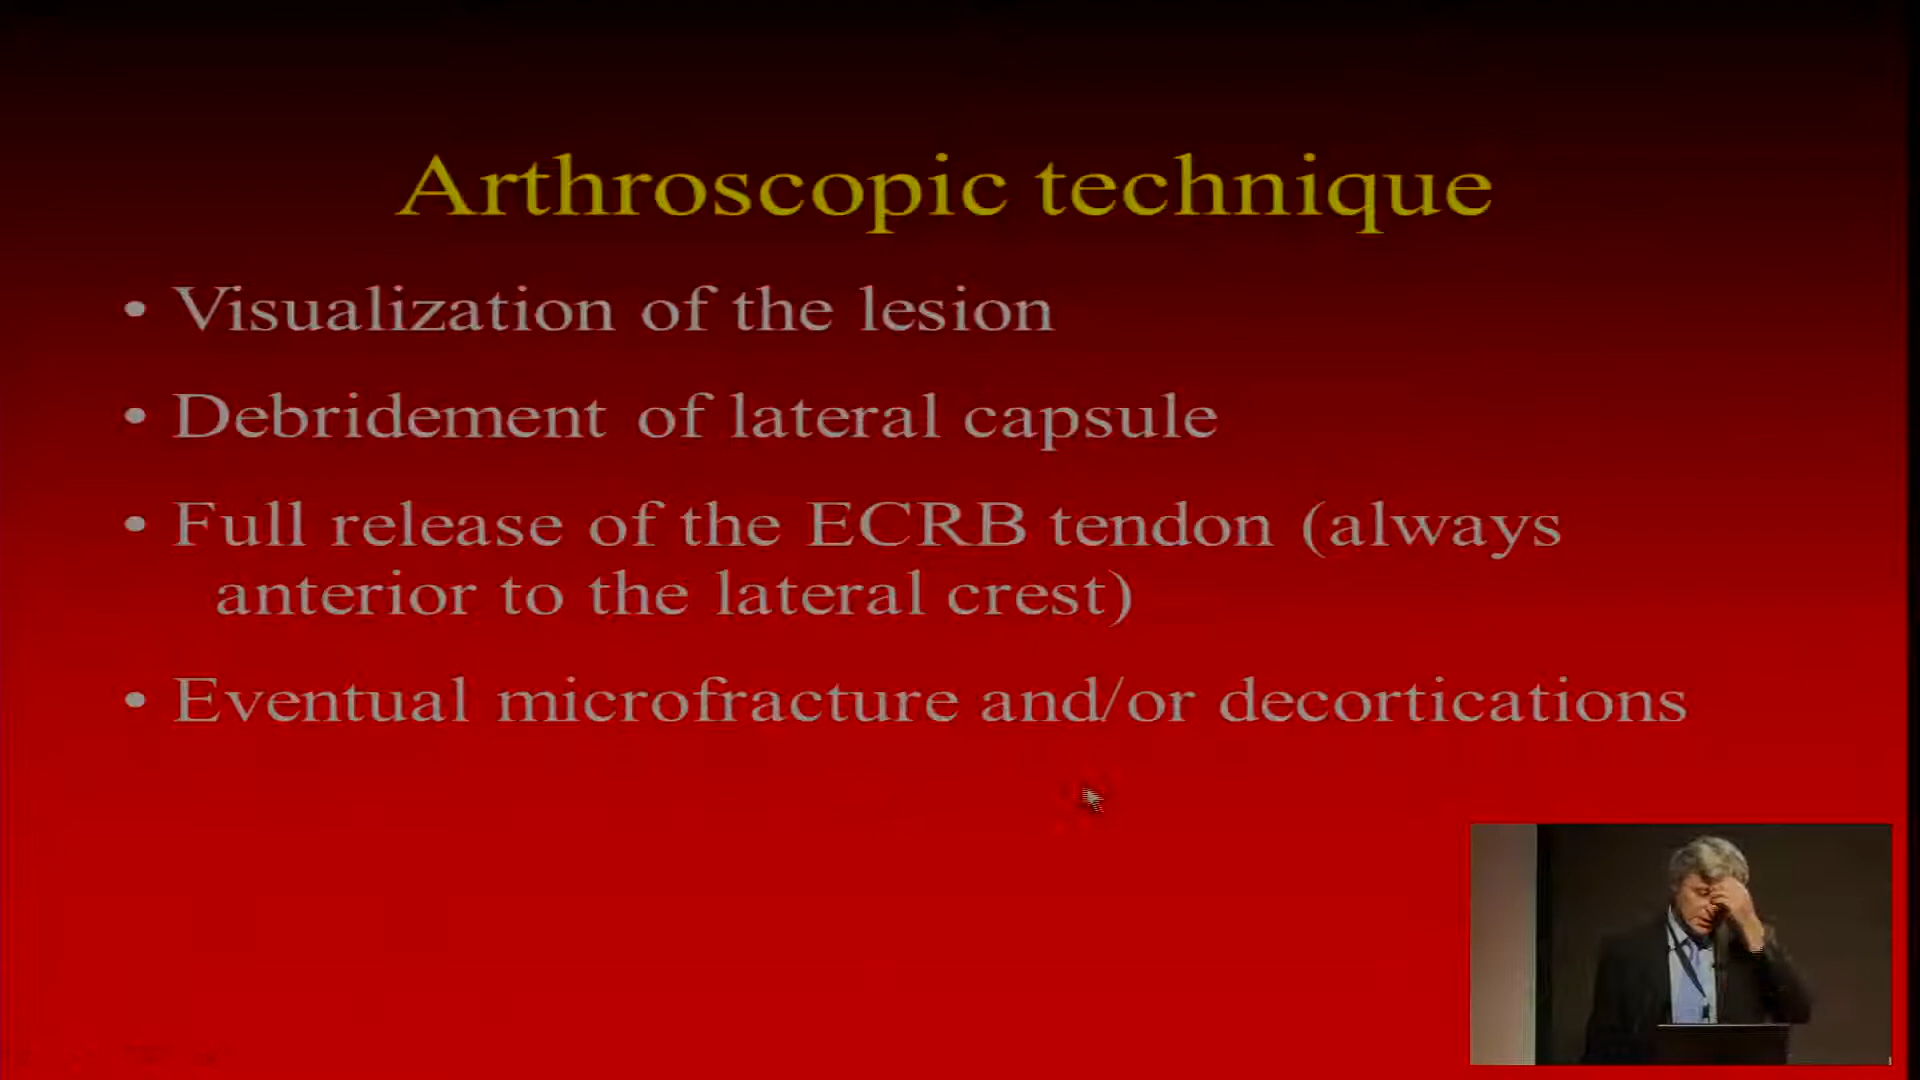 Arthroscopic technique
• Visualization of the lesion
• Debridement of lateral capsule
• Full release of the ECRB tendon (always
anterior to the lateral crest)
• Eventual microfracture and/or decortications